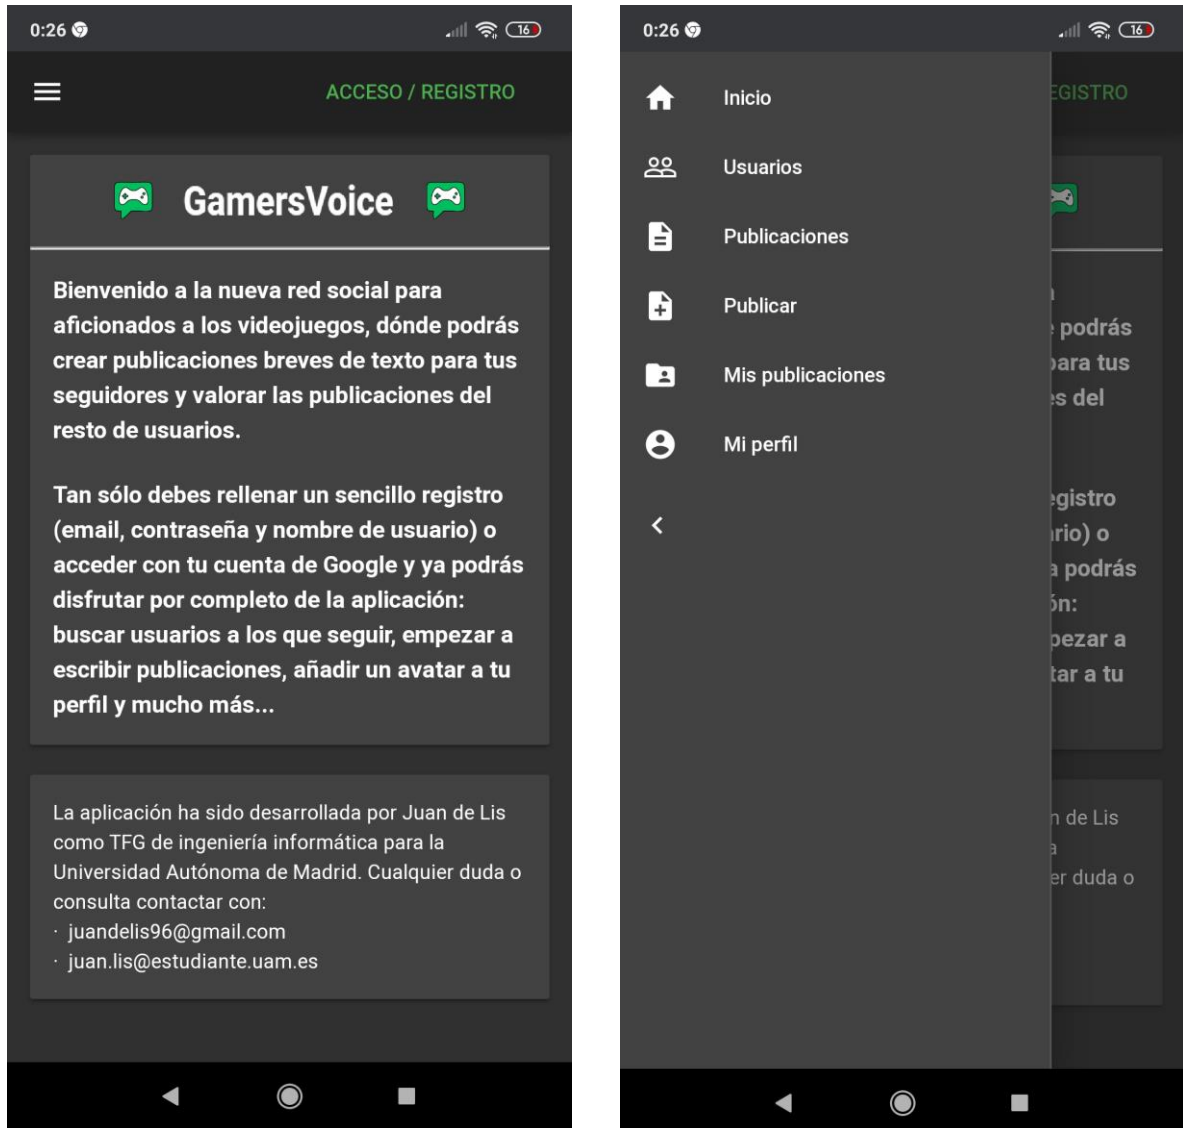 0:26
16
ACCESO / REGISTRO
GamersVoice
Bienvenido a la nueva red social para
aficionados a los videojuegos, dónde podrás
crear publicaciones breves de texto para tus
seguidores y valorar las publicaciones del
resto de usuarios.
Tan sólo debes rellenar un sencillo registro
(email, contraseña y nombre de usuario) o
acceder con tu cuenta de Google y ya podrás
disfrutar por completo de la aplicación:
buscar usuarios a los que seguir, empezar a
escribir publicaciones, añadir un avatar a tu
perfil y mucho más...
La aplicación ha sido desarrollada por Juan de Lis
como TFG de ingeniería informática para la
Universidad Autónoma de Madrid. Cualquier duda o
consulta contactar con:
· juandelis96@gmail.com
· juan.lis@estudiante.uam.es
0:26
16
Inicio
Usuarios
Publicaciones
Publicar
Mis publicaciones
Mi perfil
EGISTRO
podrás
para tus
es del
egistro
rio) o
a podrás
ón:
pezar a
tar a tu
n de Lis
a
er duda o